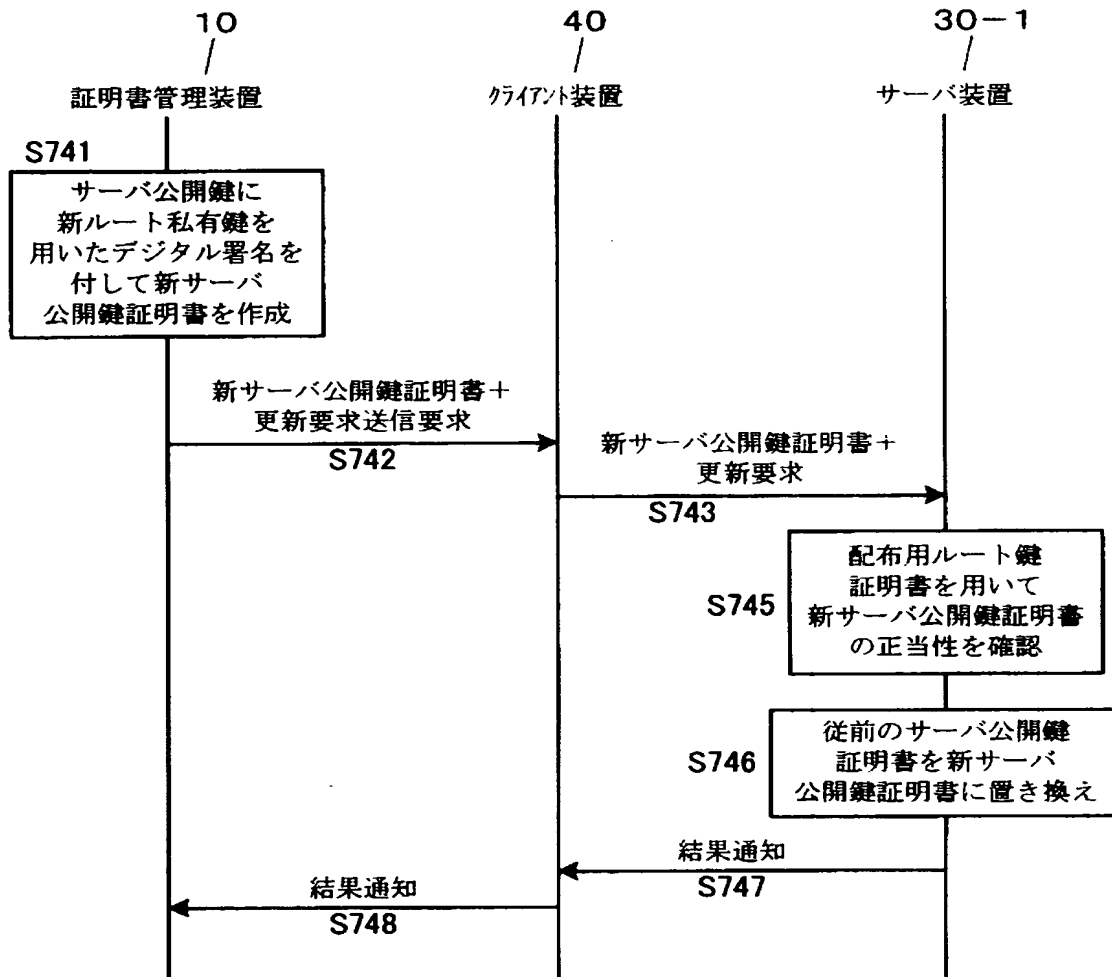 10
40
30-1
証明書管理装置
クライアント装置
サーバ装置
S741
サーバ公開鍵に
新ルート私有鍵を
用いたデジタル署名を
付して新サーバ
公開鍵証明書を作成
新サーバ公開鍵証明書+
更新要求送信要求
S742
新サーバ公開鍵証明書+
更新要求
S743
S745
配布用ルート鍵
証明書を用いて
新サーバ公開鍵証明書
の正当性を確認
S746
従前のサーバ公開鍵
証明書を新サーバ
公開鍵証明書に置き換え
結果通知
S747
結果通知
S748